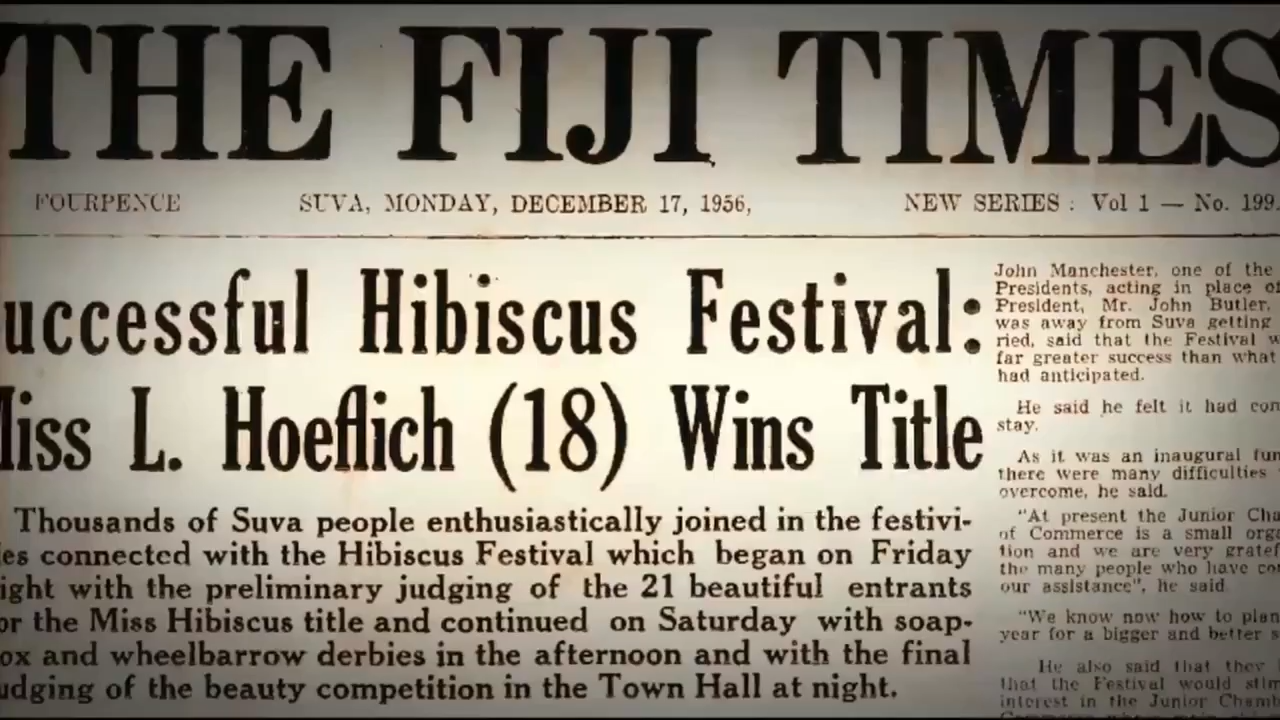 THE FIJI TIMES
FOURPENCE SUVA, MONDAY, DECEMBER 17, 1956, NEW SERIES : Vol 1 — No. 199.
uccessful Hibiscus Festival:
Miss L. Hoeflich (18) Wins Title
Thousands of Suva people enthusiastically joined in the festivi-
es connected with the Hibiscus Festival which began on Friday
ight with the preliminary judging of the 21 beautiful entrants
or the Miss Hibiscus title and continued on Saturday with soap-
ox and wheelbarrow derbies in the afternoon and with the final
udging of the beauty competition in the Town Hall at night.
John Manchester, one of the
Presidents, acting in place of
President, Mr. John Butler,
was away from Suva getting
ried, said that the Festival w
far greater success than what
had anticipated.
He said he felt it had con
stay.
As it was an inaugural fun
there were many difficulties
overcome, he said.
"At present the Junior Cha
of Commerce is a small orga
tion and we are very gratef
the many people who have co
our assistance", he said.
"We know now how to plan
year for a bigger and better s
He also said that they
that the Festival would stim
interest in the Junior Chamb